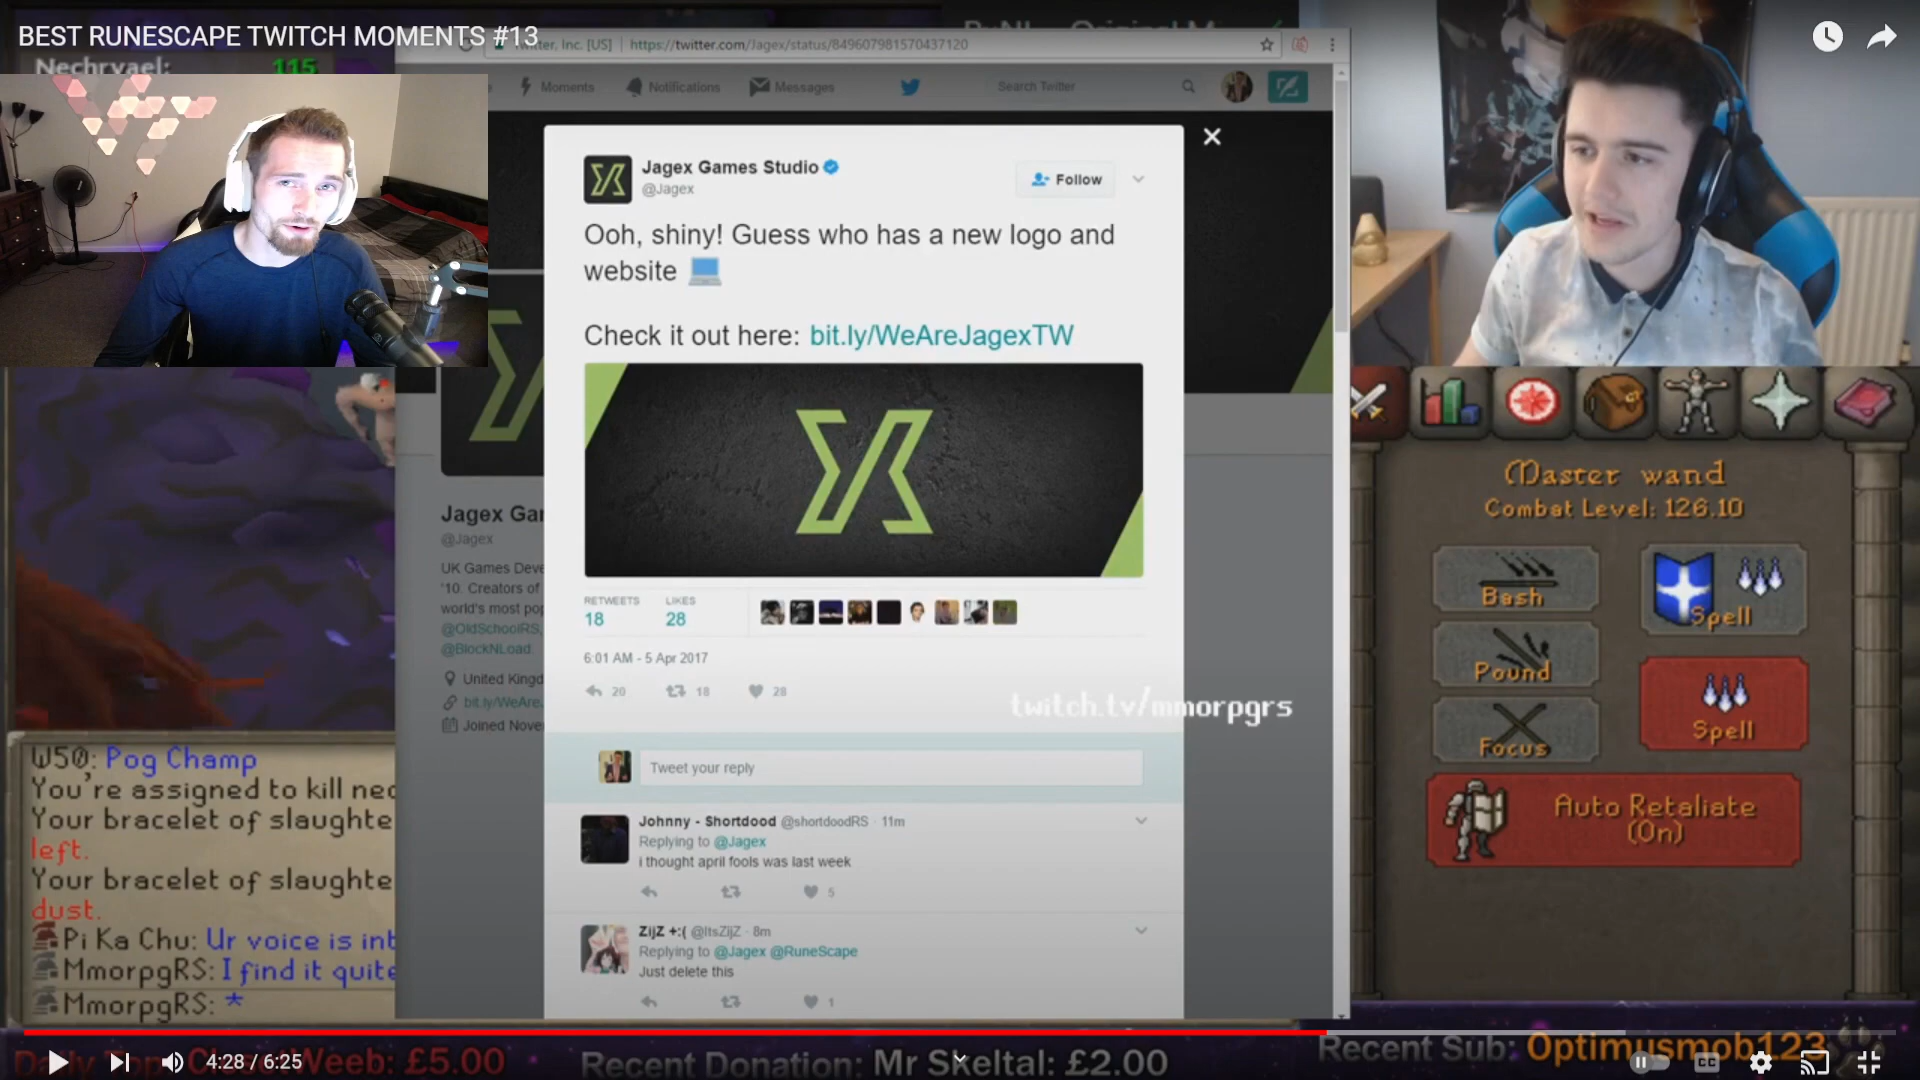 BEST RUNESCAPE TWITCH MOMENTS #13
Twitter, Inc. [US] | https://twitter.com/Jagex/status/849607981570437120
Nechryael: 115
Moments
Notifications
Messages
Search Twitter
Jagex Games Studio
@Jagex
Follow
Ooh, shiny! Guess who has a new logo and
website
Check it out here: bit.ly/WeAreJagexTW
RETWEETS
18
LIKES
28
6:01 AM - 5 Apr 2017
20
18
28
twitch.tv/mmorpgrs
Tweet your reply
Johnny - Shortdood @shortdoodRS · 11m
Replying to @Jagex
i thought april fools was last week
5
ZijZ +:( @ItsZijZ · 8m
Replying to @Jagex @RuneScape
Just delete this
1
Jagex Gar
@Jagex
UK Games Deve
'10. Creators of
world's most pop
@OldSchoolRS,
@BlockNLoad
United Kingd
bit.ly/WeAre
Joined Nove
W50: Pog Champ
You're assigned to kill nec
Your bracelet of slaughte
left.
Your bracelet of slaughte
dust.
Pi Ka Chu: Ur voice is int
MmorpgRS: I find it quite
MmorpgRS: *
Master wand
Combat Level: 126.10
Bash
Spell
Pound
Spell
Focus
Auto Retaliate
(On)
4:28 / 6:25
Weeb: £5.00
Recent Donation: Mr Skeltal: £2.00
Recent Sub: Optimusmob123
CC